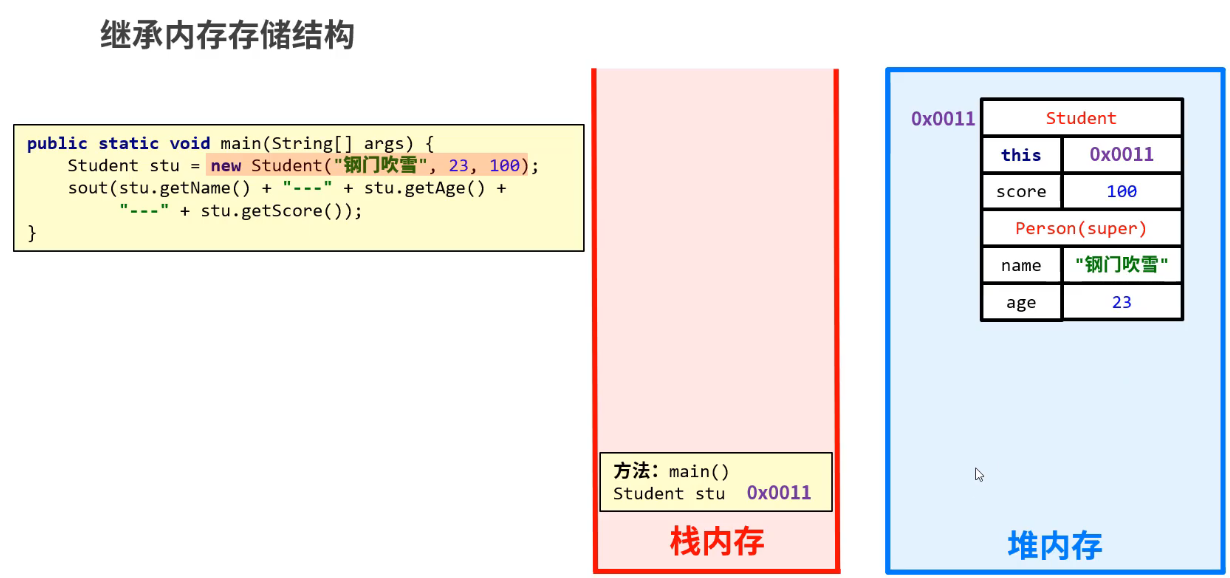 继承内存存储结构
public static void main(String[] args) {
Student stu = new Student("钢门吹雪", 23, 100);
sout(stu.getName() + "---" + stu.getAge() +
"---" + stu.getScore());
}
方法：main()
Student stu 0x0011
栈内存
0x0011 Student
this 0x0011
score 100
Person(super)
name "钢门吹雪"
age 23
堆内存